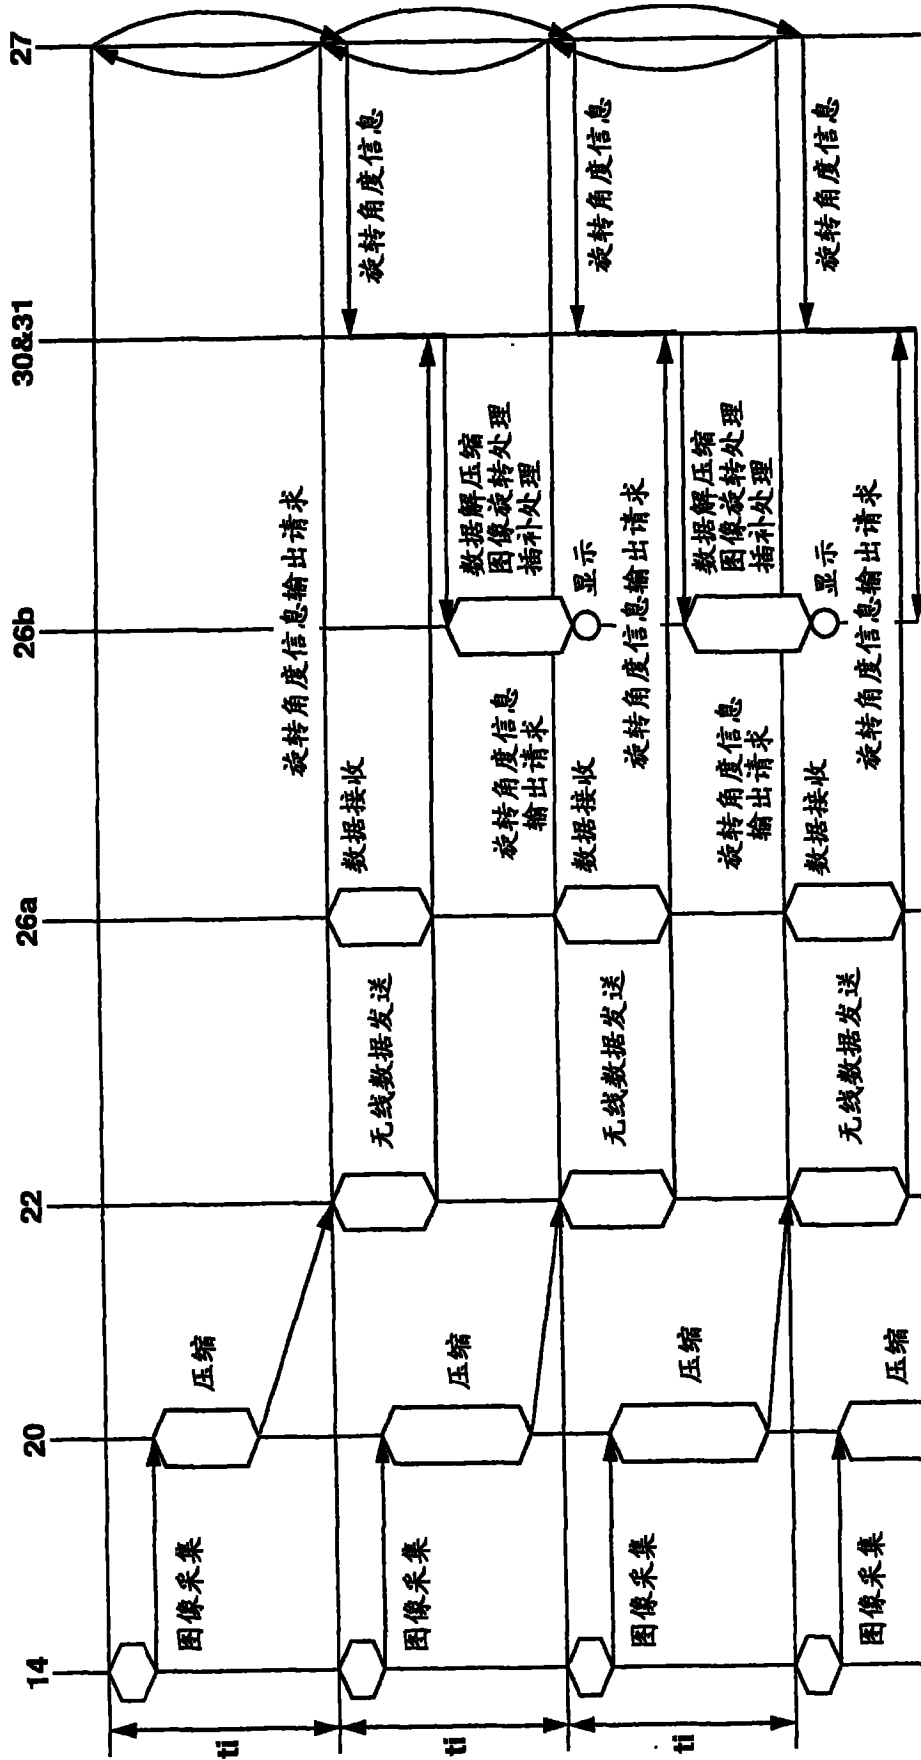 14
20
22
26a
26b
30&31
27
ti
ti
ti
图像采集
压缩
旋转角度信息输出请求
无线数据发送
数据接收
旋转角度信息
图像采集
压缩
数据解压缩
图像旋转处理
插补处理
旋转角度信息
输出请求
显示
无线数据发送
数据接收
旋转角度信息输出请求
旋转角度信息
图像采集
压缩
数据解压缩
图像旋转处理
插补处理
旋转角度信息
输出请求
显示
无线数据发送
数据接收
旋转角度信息输出请求
旋转角度信息
图像采集
压缩